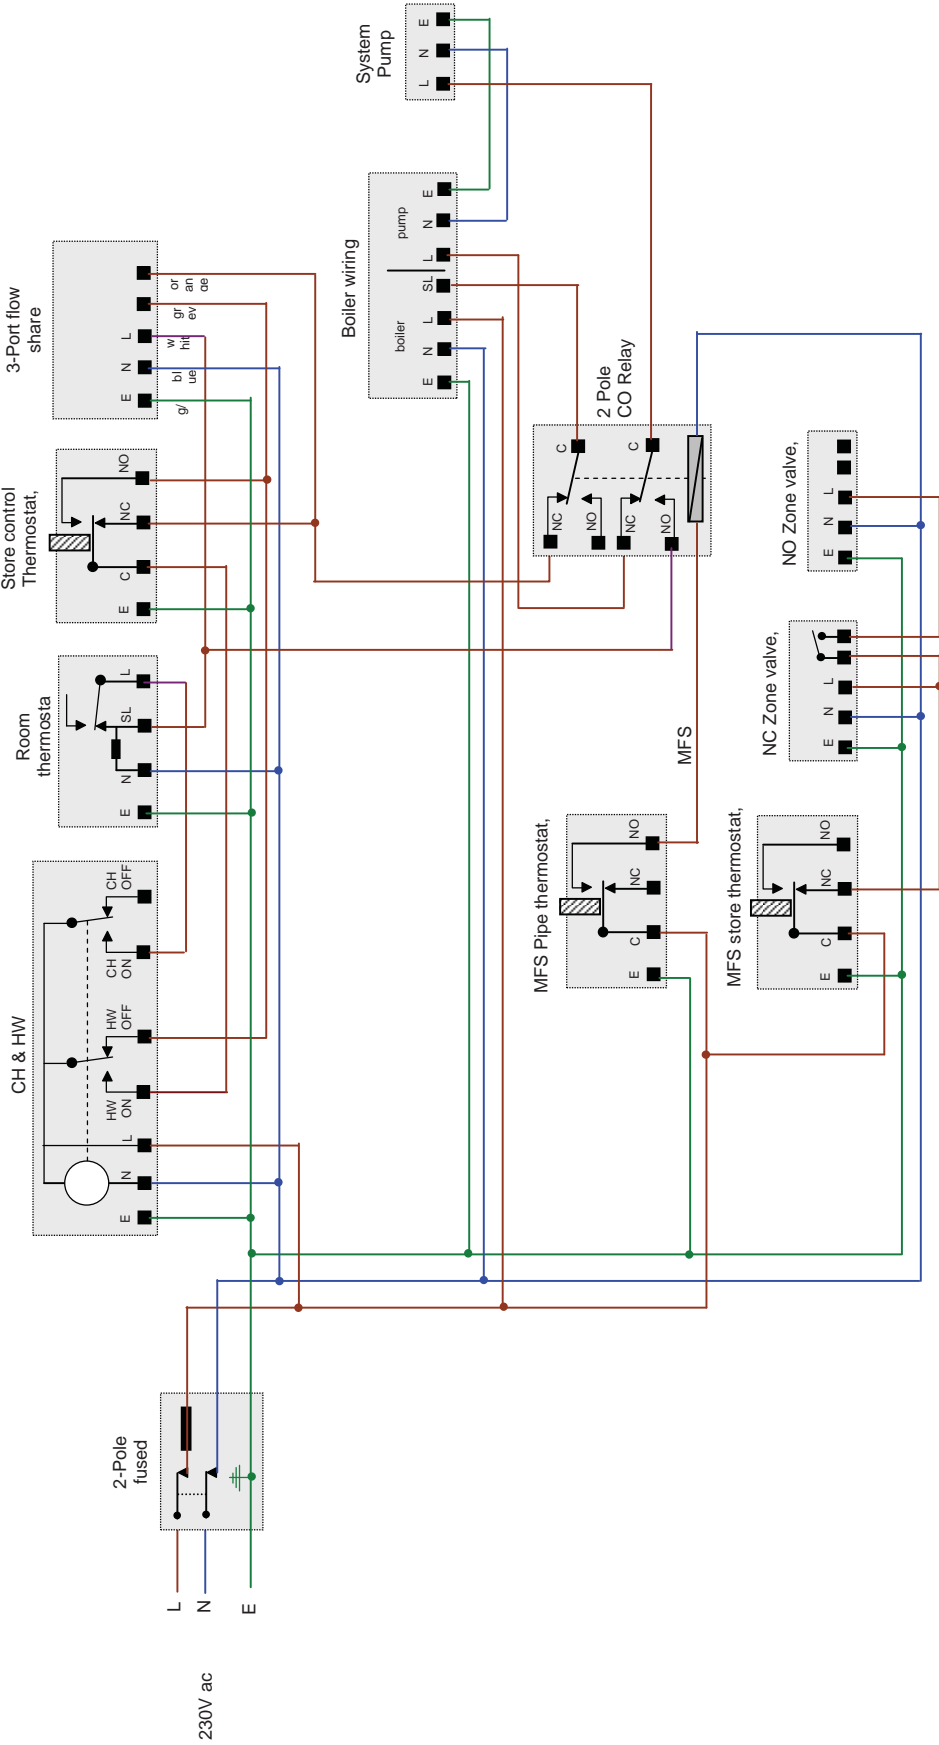 230V ac
L
N
E
2-Pole
fused
CH & HW
E
N
L
HW
ON
HW
OFF
CH
ON
CH
OFF
Room
thermosta
E
N
SL
L
Store control
Thermostat,
E
C
NC
NO
3-Port flow
share
E
N
L
g/
bl
ue
w
hit
gr
ev
or
an
ge
Boiler wiring
boiler
pump
E
N
L
SL
L
N
E
System
Pump
L
N
E
2 Pole
CO Relay
NC
NO
NC
NO
C
C
MFS
MFS Pipe thermostat,
E
C
NC
NO
MFS store thermostat,
E
C
NC
NO
NC Zone valve,
E
N
L
NO Zone valve,
E
N
L